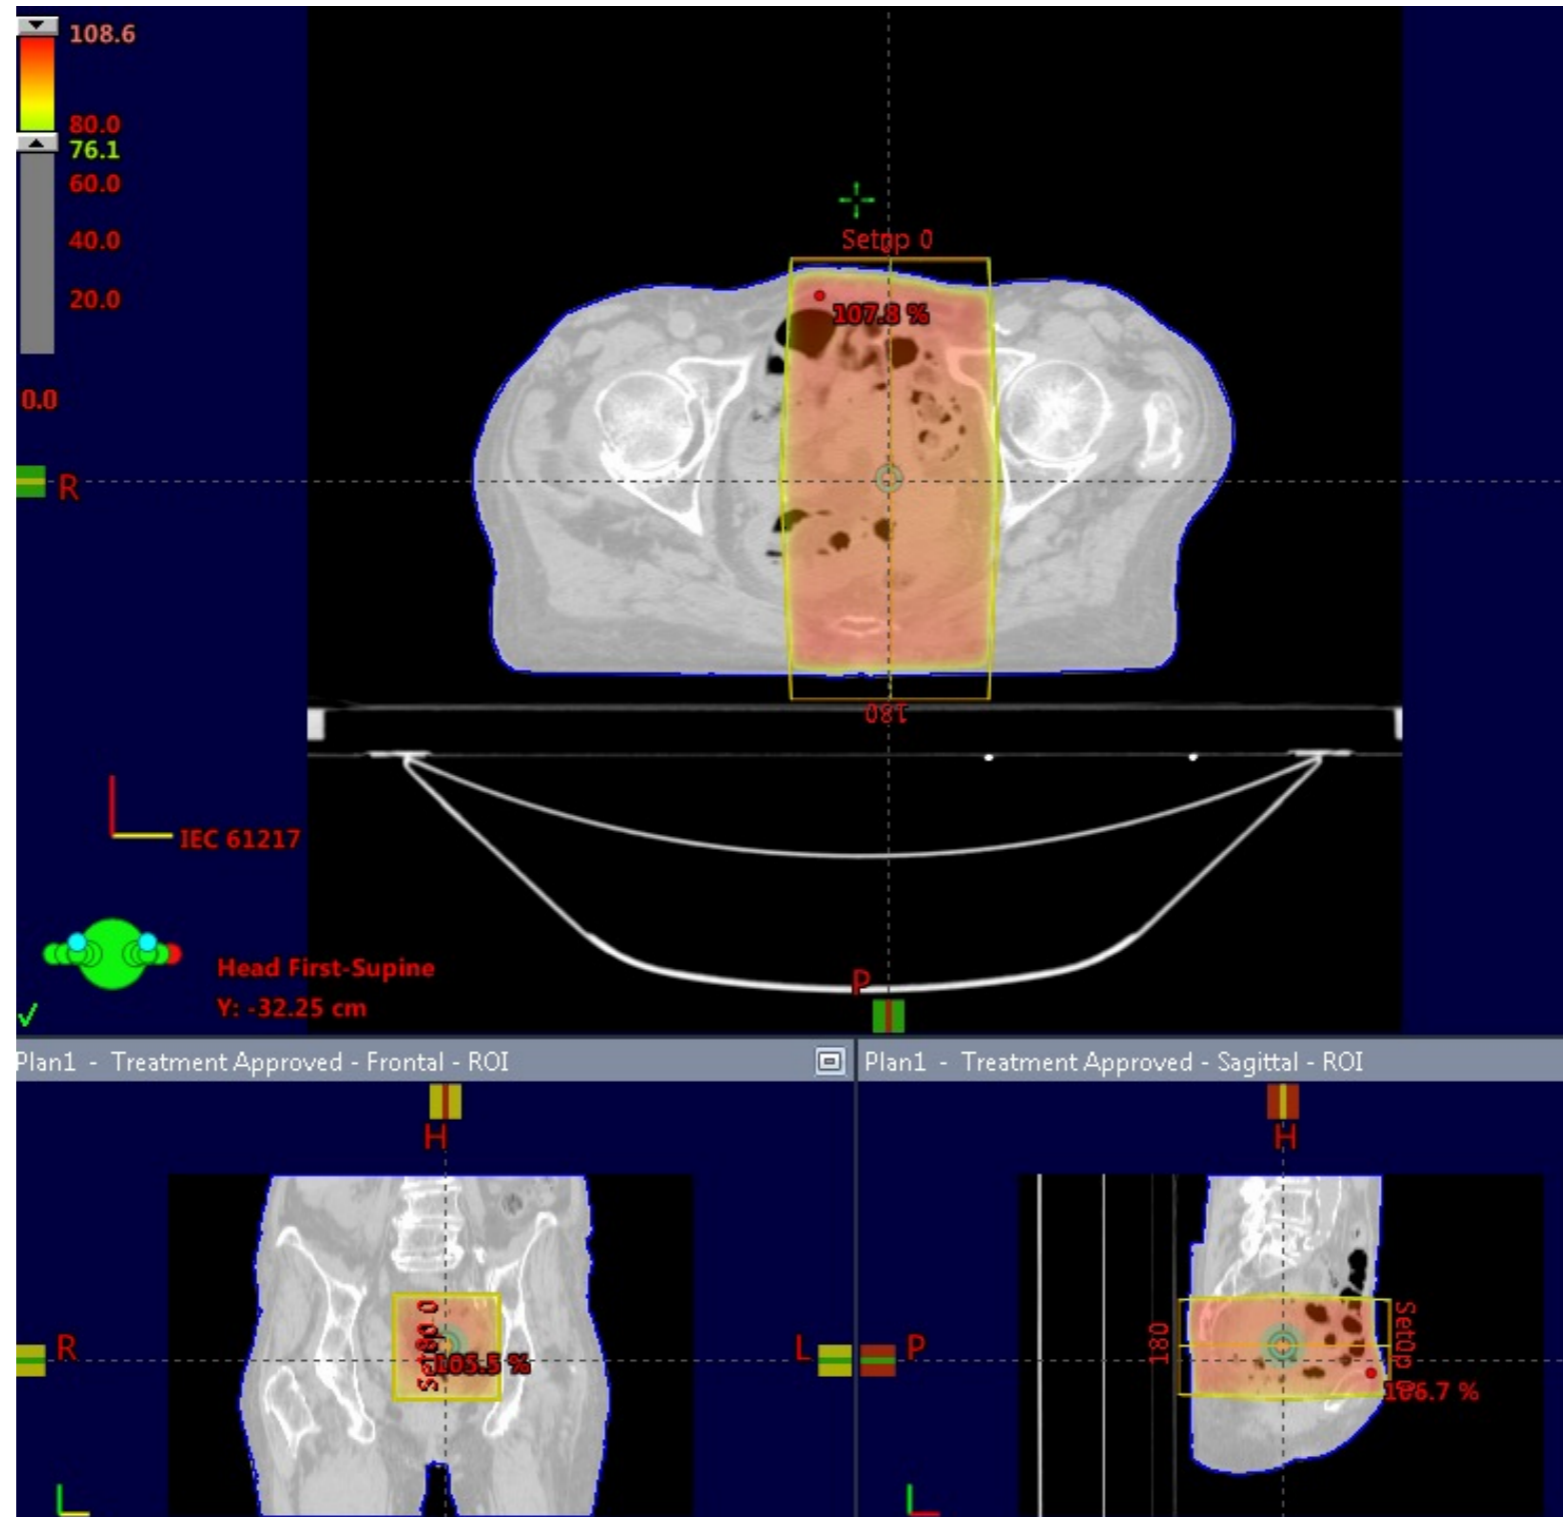 108.6
80.0
76.1
60.0
40.0
20.0
0.0
Setup 0
107.8 %
R
180
IEC 61217
Head First-Supine
Y: -32.25 cm
P
Plan1 - Treatment Approved - Frontal - ROI
H
R
Setup 0
105.5 %
L
Plan1 - Treatment Approved - Sagittal - ROI
H
P
180
Setup 0